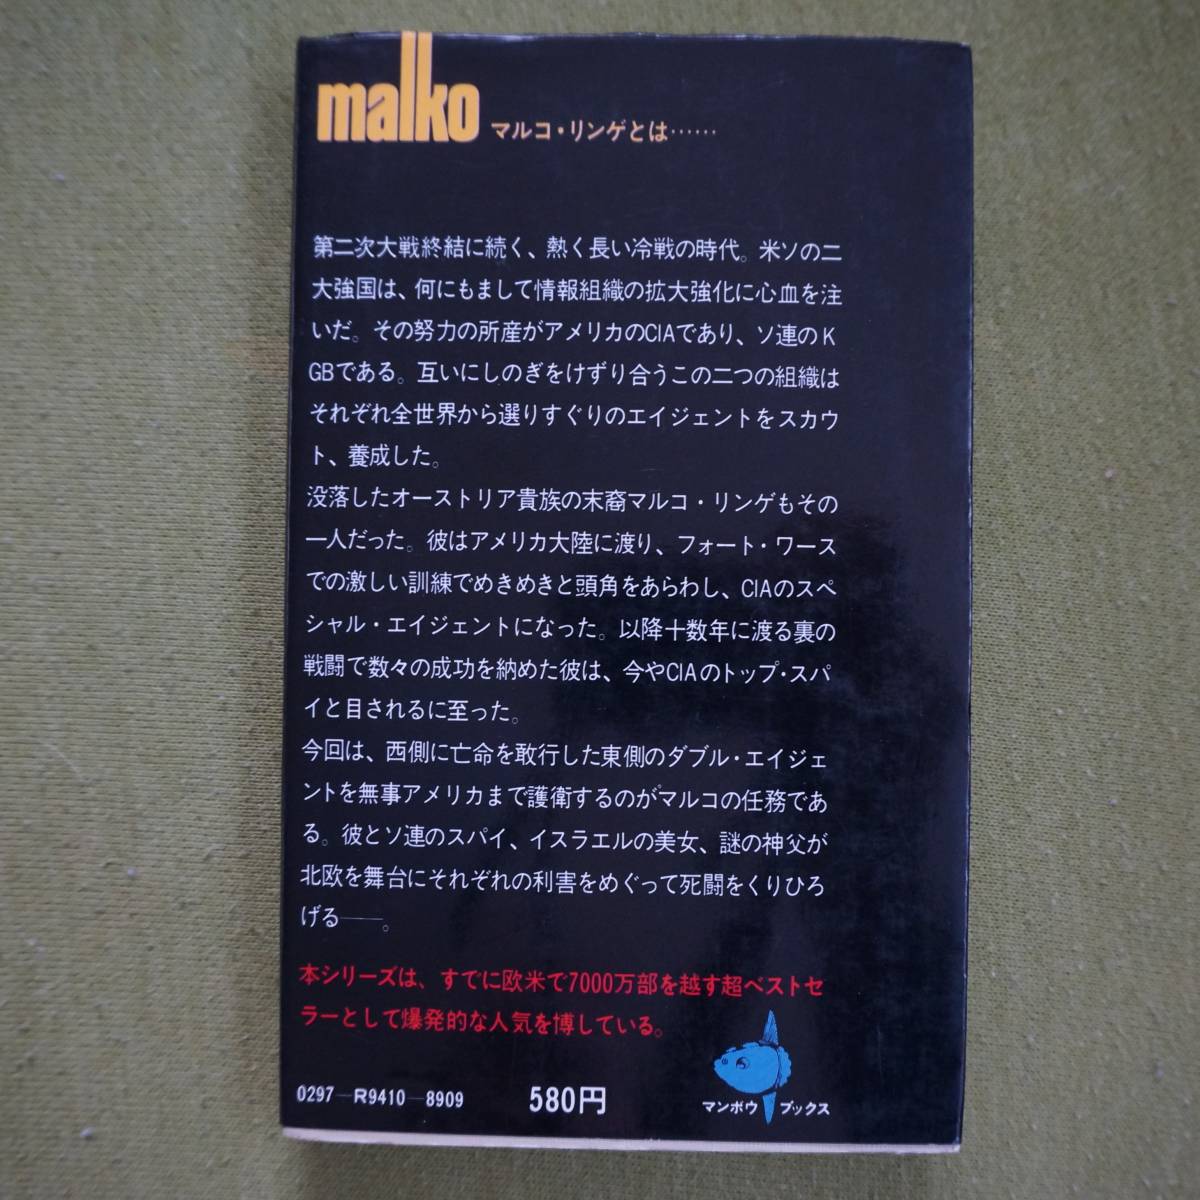 malko マルコ・リンゲとは……
第二次大戦終結に続く、熱く長い冷戦の時代。米ソの二
大強国は、何にもまして情報組織の拡大強化に心血を注
いだ。その努力の所産がアメリカのCIAであり、ソ連のK
GBである。互いにしのぎをけずり合うこの二つの組織は
それぞれ全世界から選りすぐりのエイジェントをスカウ
ト、養成した。
没落したオーストリア貴族の末裔マルコ・リンゲもその
一人だった。彼はアメリカ大陸に渡り、フォート・ワース
での激しい訓練でめきめきと頭角をあらわし、CIAのスペ
シャル・エイジェントになった。以降十数年に渡る裏の
戦闘で数々の成功を納めた彼は、今やCIAのトップ・スパ
イと目されるに至った。
今回は、西側に亡命を敢行した東側のダブル・エイジェ
ントを無事アメリカまで護衛するのがマルコの任務であ
る。彼とソ連のスパイ、イスラエルの美女、謎の神父が
北欧を舞台にそれぞれの利害をめぐって死闘をくりひろ
げる——。
本シリーズは、すでに欧米で7000万部を越す超ベストセ
ラーとして爆発的な人気を博している。
0297—R9410—8909 580円
マンボウ ブックス